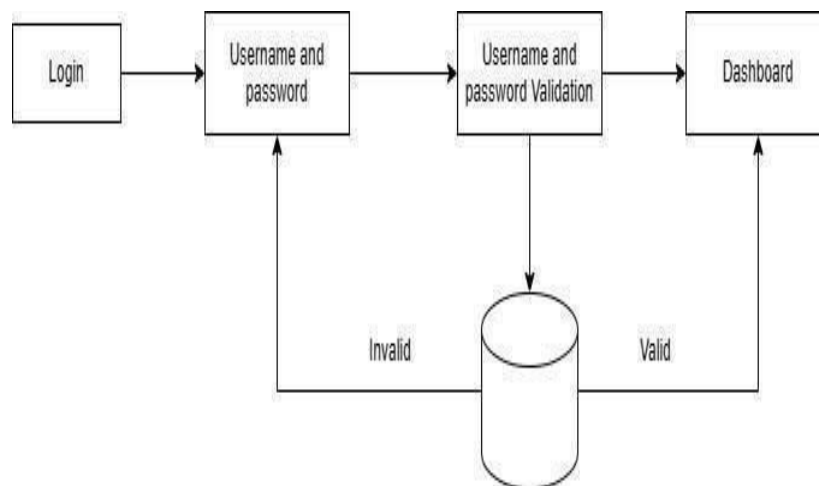 Login
Username and
password
Username and
password Validation
Dashboard
Invalid
Valid